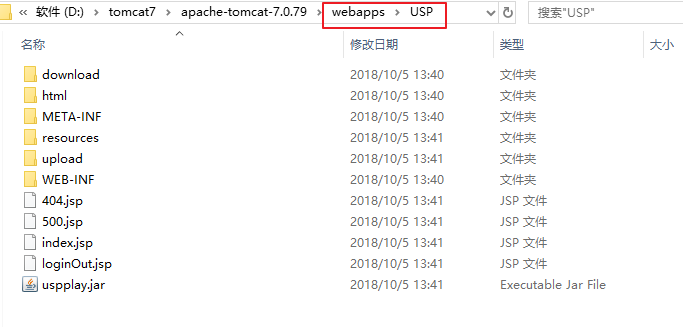 软件 (D:) > tomcat7 > apache-tomcat-7.0.79 > webapps > USP 搜索"USP"
名称 修改日期 类型 大小
download 2018/10/5 13:40 文件夹
html 2018/10/5 13:40 文件夹
META-INF 2018/10/5 13:40 文件夹
resources 2018/10/5 13:41 文件夹
upload 2018/10/5 13:41 文件夹
WEB-INF 2018/10/5 13:40 文件夹
404.jsp 2018/10/5 13:41 JSP 文件
500.jsp 2018/10/5 13:41 JSP 文件
index.jsp 2018/10/5 13:41 JSP 文件
loginOut.jsp 2018/10/5 13:41 JSP 文件
uspplay.jar 2018/10/5 13:41 Executable Jar File